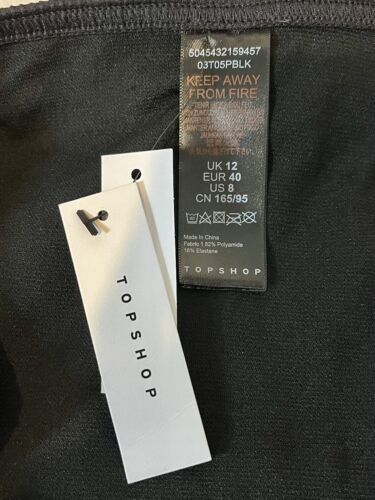 5045432159457
03T05PBLK
KEEP AWAY
FROM FIRE
UK 12
EUR 40
US 8
CN 165/95
Made In China
Fabric 1.82% Polyamide
18% Elastane
TOPSHOP
TOPSHOP